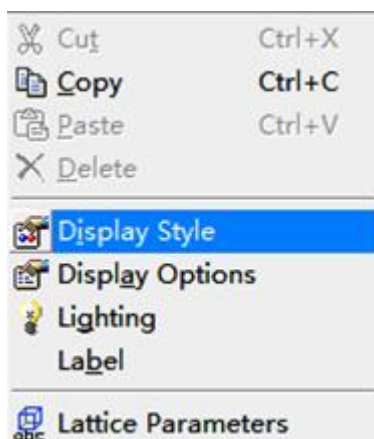 Cut Ctrl+X
Copy Ctrl+C
Paste Ctrl+V
Delete
Display Style
Display Options
Lighting
Label
Lattice Parameters